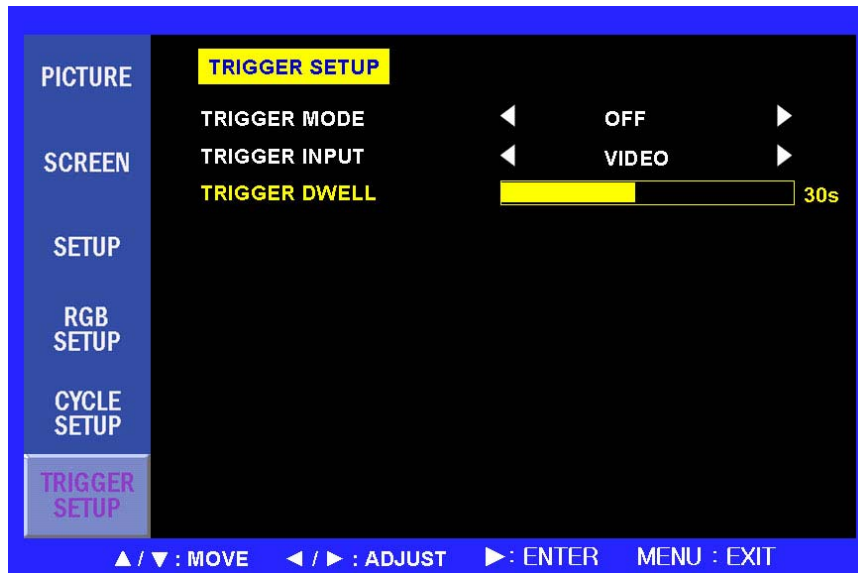 PICTURE
SCREEN
SETUP
RGB
SETUP
CYCLE
SETUP
TRIGGER
SETUP
TRIGGER SETUP
TRIGGER MODE ◀ OFF ▶
TRIGGER INPUT ◀ VIDEO ▶
TRIGGER DWELL 30s
▲ / ▼ : MOVE ◀ / ▶ : ADJUST ▶ : ENTER MENU : EXIT